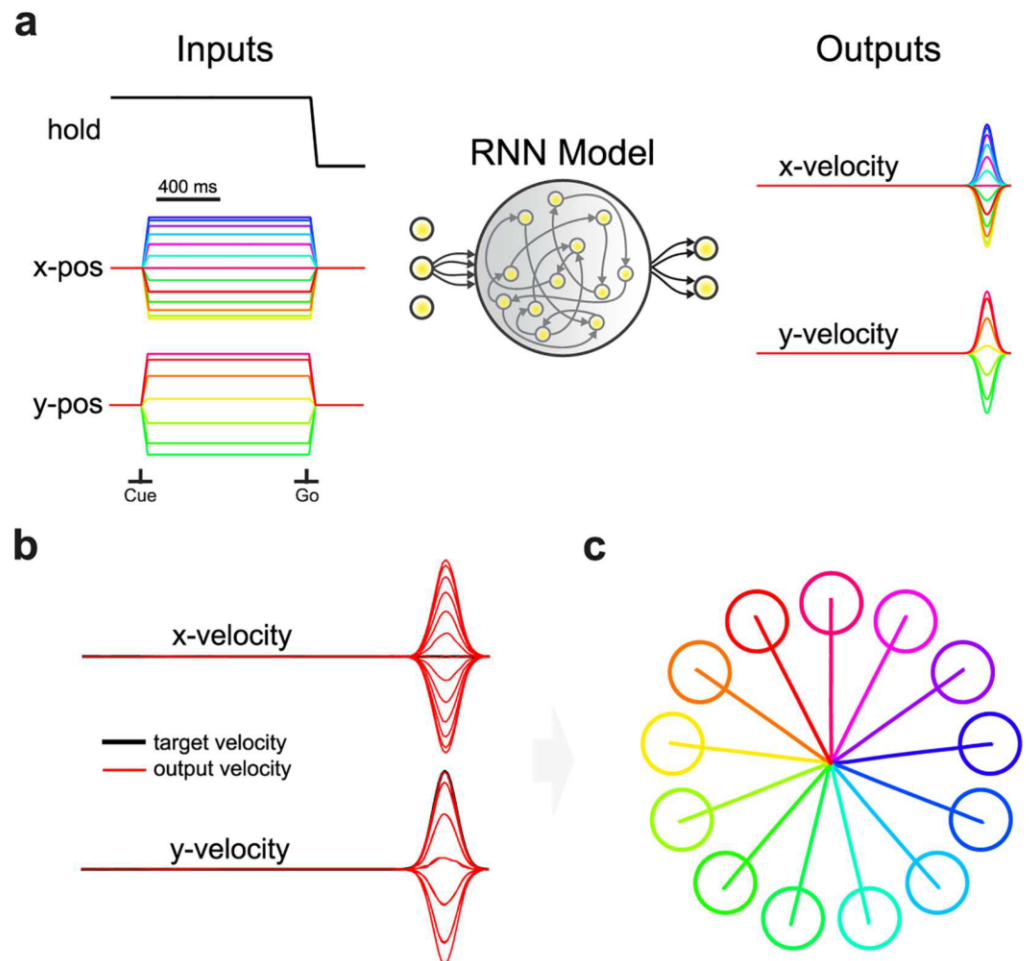 a
Inputs
Outputs
hold
400 ms
x-pos
y-pos
Cue
Go
RNN Model
x-velocity
y-velocity
b
x-velocity
target velocity
output velocity
y-velocity
c